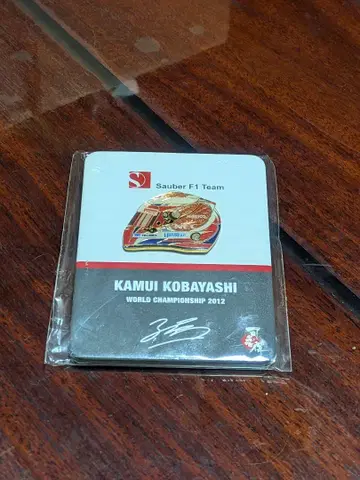 Sauber F1 Team
KAMUI KOBAYASHI
WORLD CHAMPIONSHIP 2012